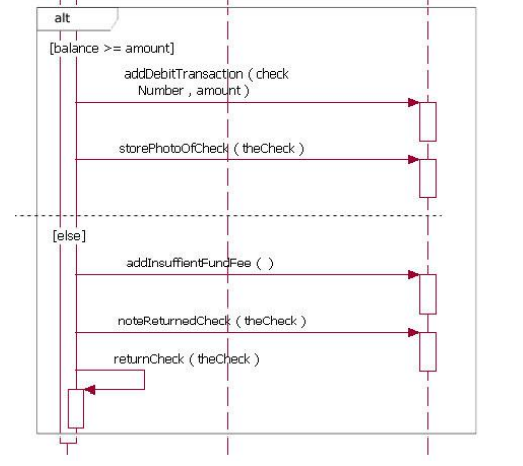 alt
[balance >= amount]
addDebitTransaction ( check
Number , amount )
storePhotoOfCheck ( theCheck )
[else]
addInsuffientFundFee ( )
noteReturnedCheck ( theCheck )
returnCheck ( theCheck )